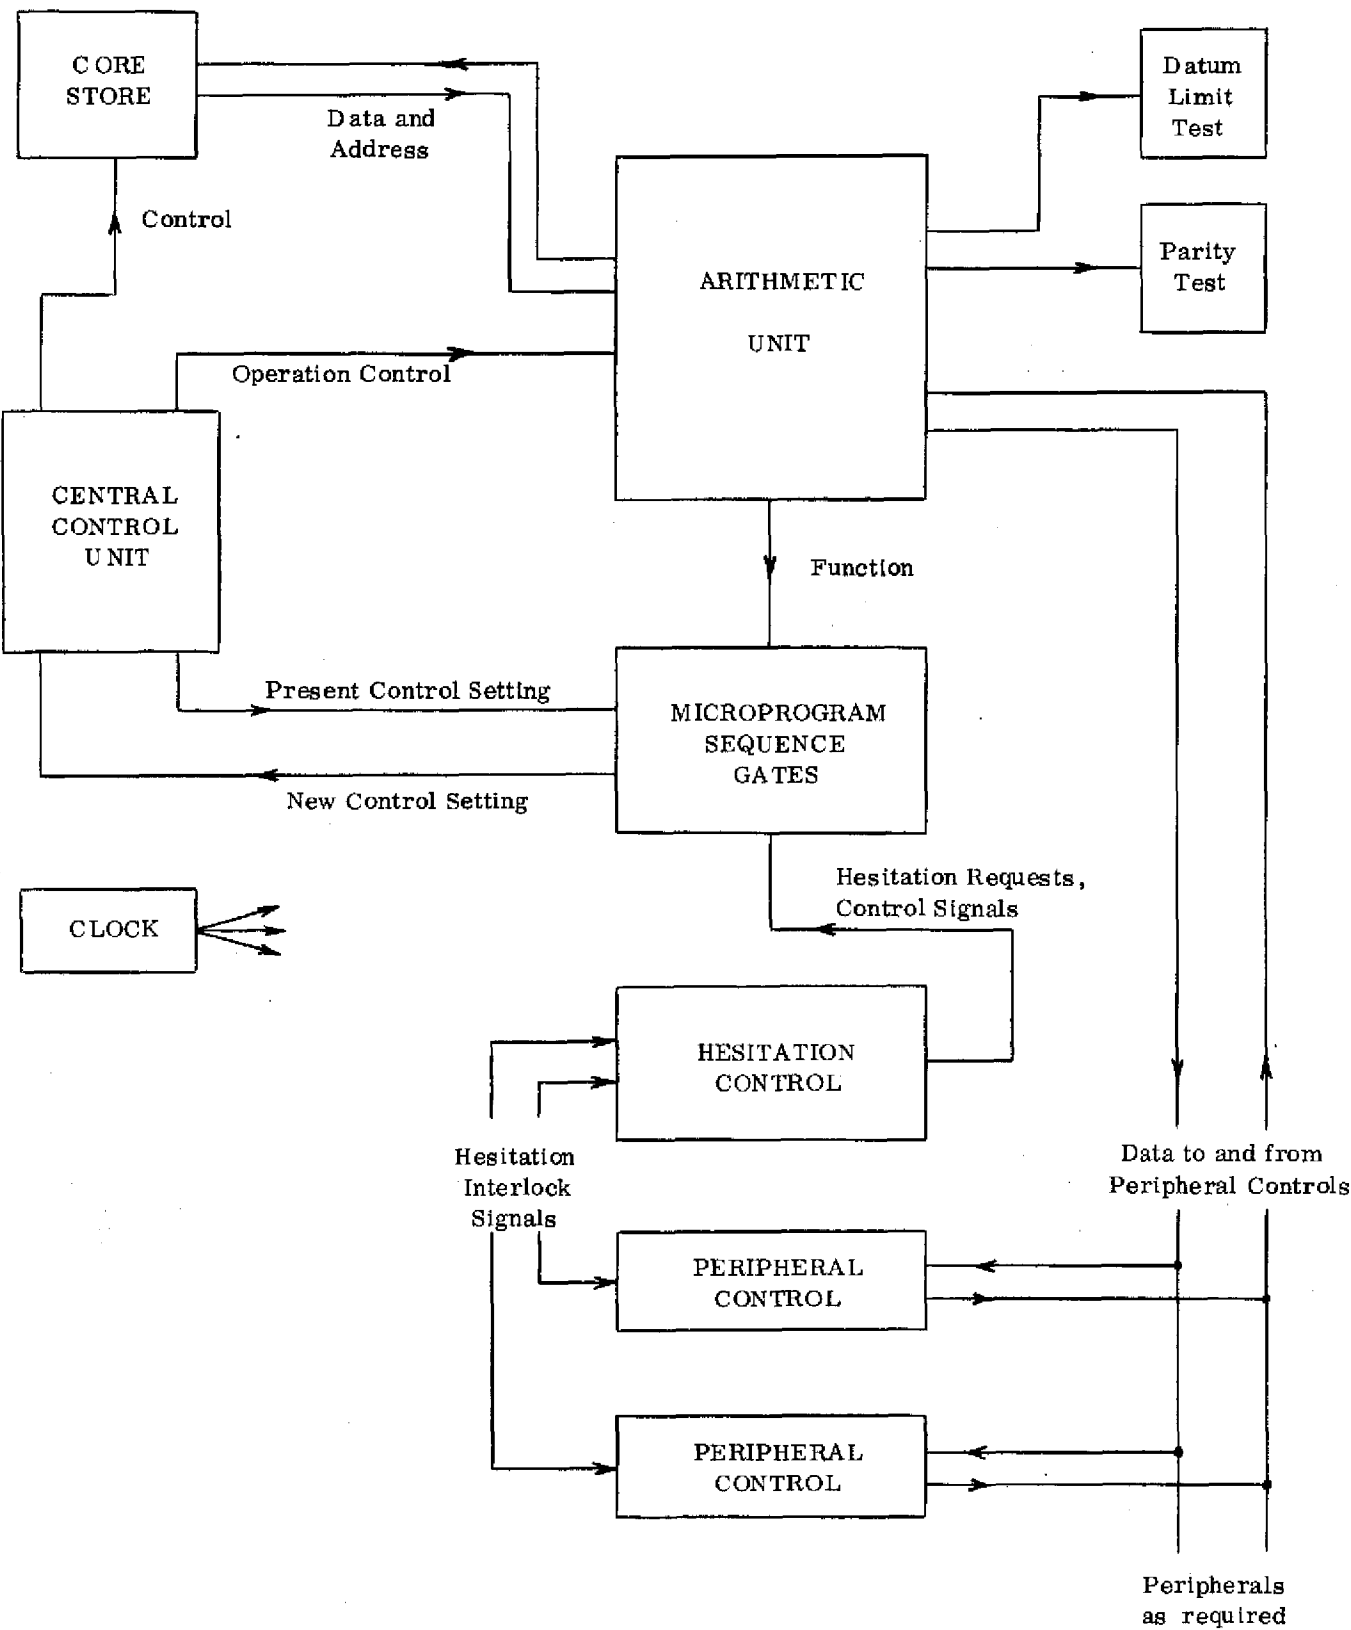 CORE
STORE
Data and
Address
Datum
Limit
Test
Control
Parity
Test
ARITHMETIC
UNIT
Operation Control
CENTRAL
CONTROL
UNIT
Function
Present Control Setting
MICROPROGRAM
SEQUENCE
GATES
New Control Setting
Hesitation Requests,
Control Signals
CLOCK
HESITATION
CONTROL
Hesitation
Interlock
Signals
Data to and from
Peripheral Controls
PERIPHERAL
CONTROL
PERIPHERAL
CONTROL
Peripherals
as required